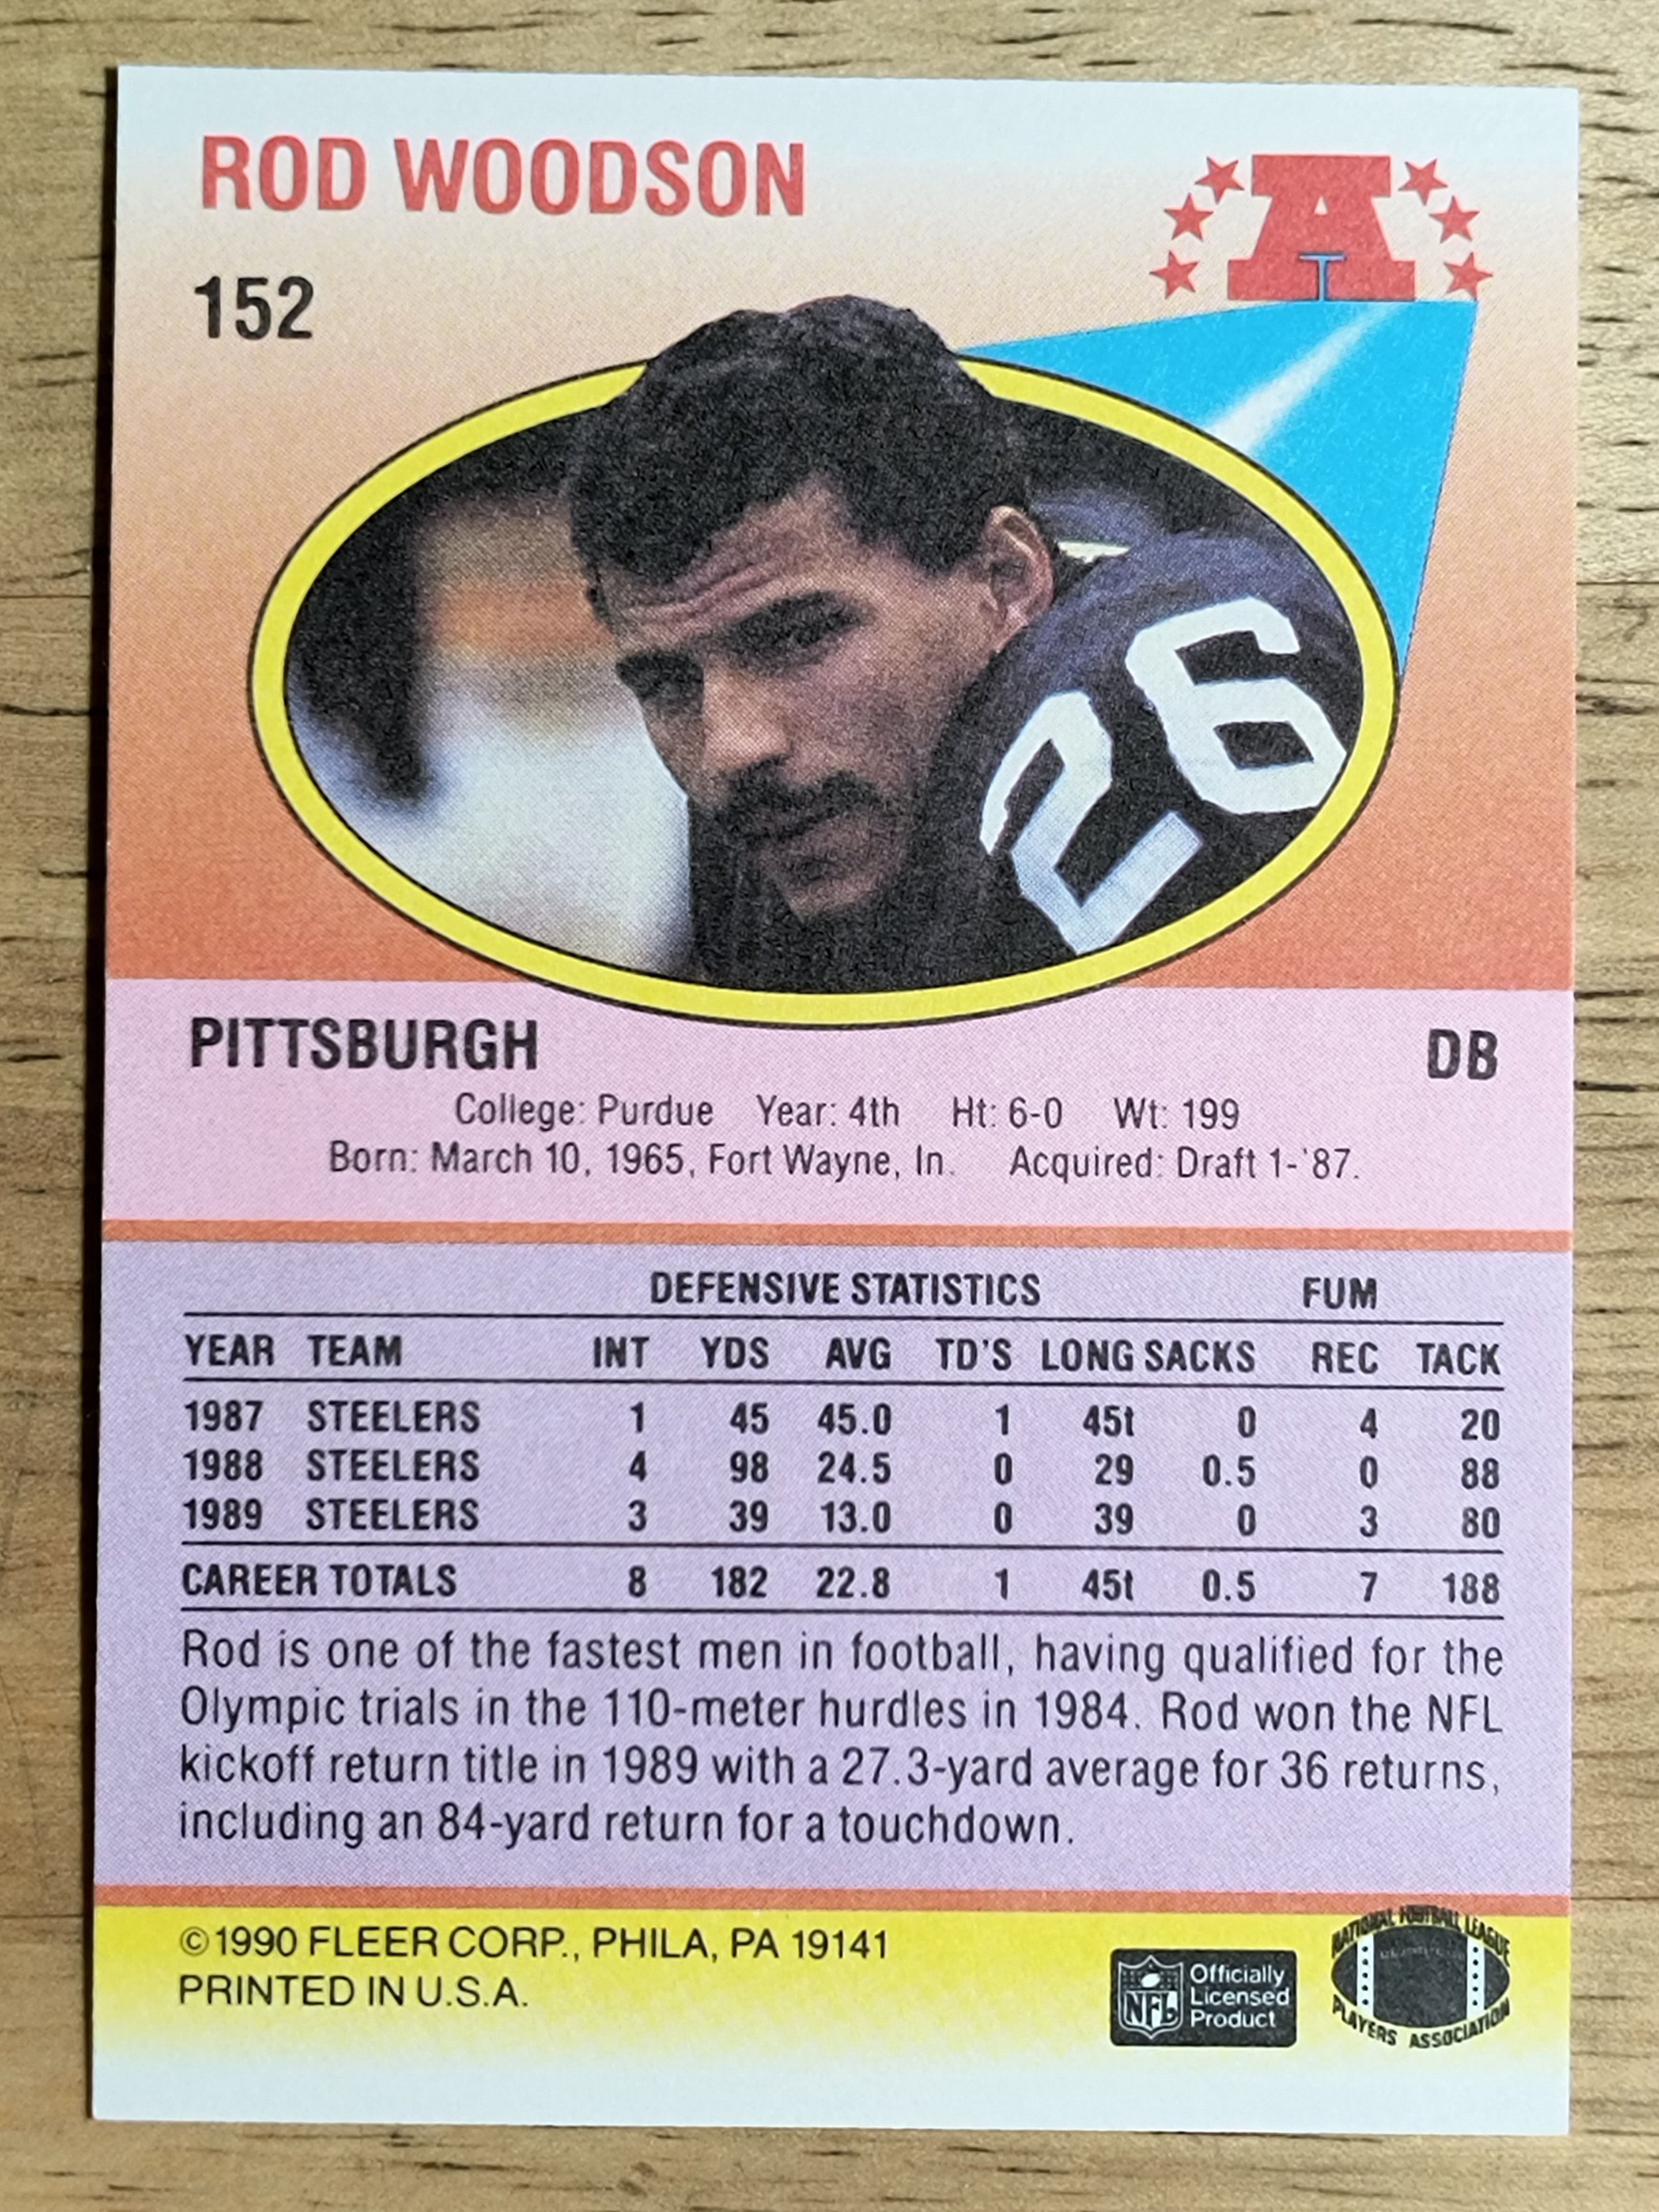 ROD WOODSON
A
152
26
PITTSBURGH DB
College: Purdue Year: 4th Ht: 6-0 Wt: 199
Born: March 10, 1965, Fort Wayne, In. Acquired: Draft 1-'87.
DEFENSIVE STATISTICS FUM
YEAR TEAM INT YDS AVG TD'S LONG SACKS REC TACK
1987 STEELERS 1 45 45.0 1 45t 0 4 20
1988 STEELERS 4 98 24.5 0 29 0.5 0 88
1989 STEELERS 3 39 13.0 0 39 0 3 80
CAREER TOTALS 8 182 22.8 1 45t 0.5 7 188
Rod is one of the fastest men in football, having qualified for the
Olympic trials in the 110-meter hurdles in 1984. Rod won the NFL
kickoff return title in 1989 with a 27.3-yard average for 36 returns,
including an 84-yard return for a touchdown.
©1990 FLEER CORP., PHILA, PA 19141
PRINTED IN U.S.A.
NFL
Officially
Licensed
Product
NATIONAL FOOTBALL LEAGUE
PLAYERS ASSOCIATION